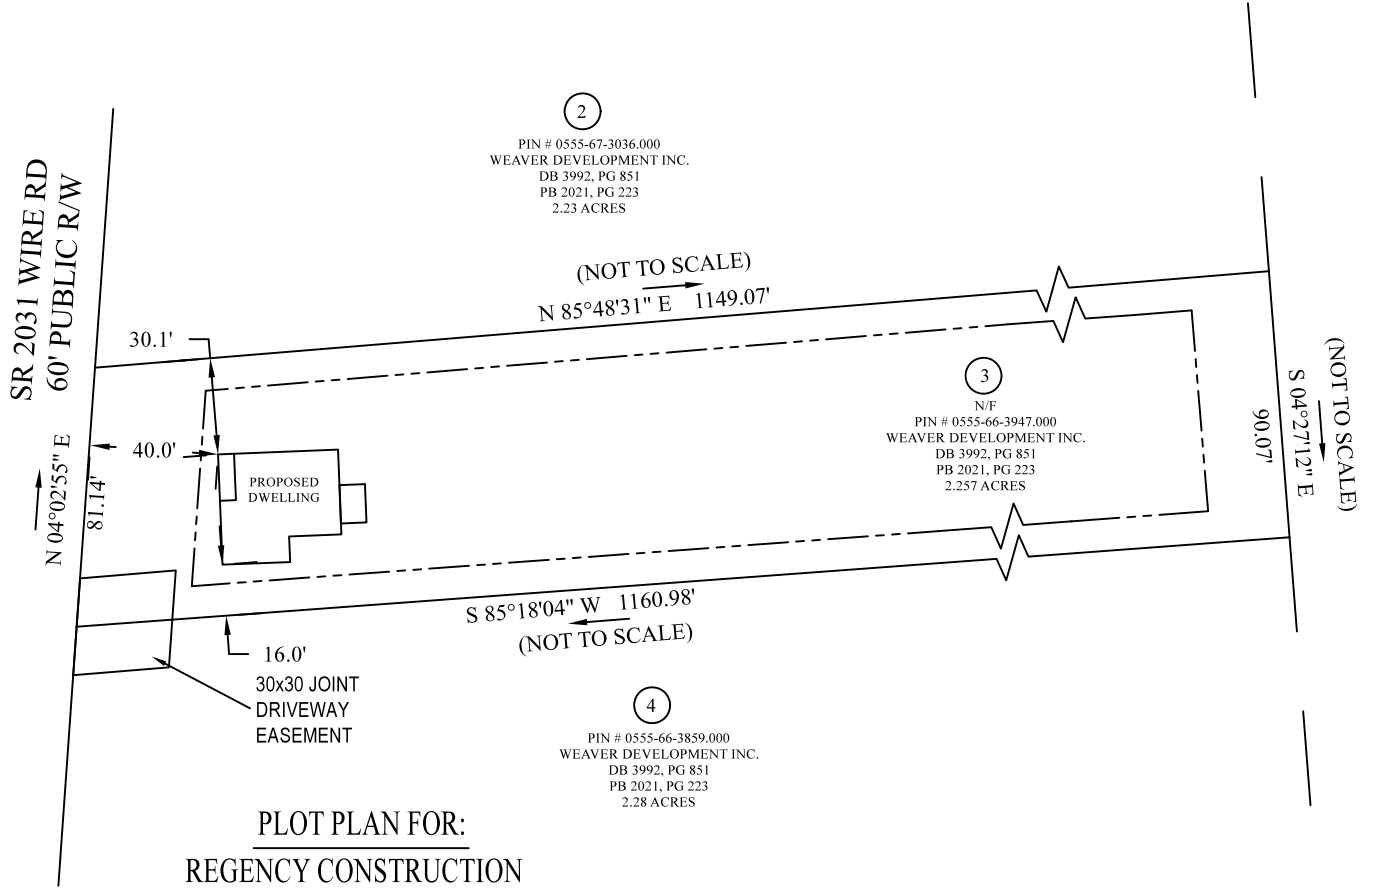 2
PIN # 0555-67-3036.000
WEAVER DEVELOPMENT INC.
DB 3992, PG 851
PB 2021, PG 223
2.23 ACRES
SR 2031 WIRE RD
60' PUBLIC R/W
(NOT TO SCALE)
N 85°48'31" E 1149.07'
30.1'
40.0'
N 04°02'55" E
81.14'
PROPOSED
DWELLING
3
N/F
PIN # 0555-66-3947.000
WEAVER DEVELOPMENT INC.
DB 3992, PG 851
PB 2021, PG 223
2.257 ACRES
90.07'
S 04°27'12" E
(NOT TO SCALE)
S 85°18'04" W 1160.98'
(NOT TO SCALE)
16.0'
30x30 JOINT
DRIVEWAY
EASEMENT
4
PIN # 0555-66-3859.000
WEAVER DEVELOPMENT INC.
DB 3992, PG 851
PB 2021, PG 223
2.28 ACRES
PLOT PLAN FOR:
REGENCY CONSTRUCTION